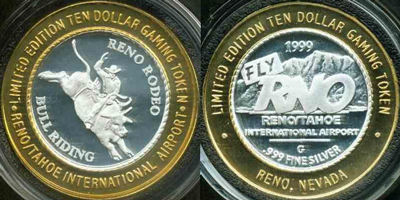 LIMITED EDITION TEN DOLLAR GAMING TOKEN
RENO RODEO
BULL RIDING
RENO/TAHOE INTERNATIONAL AIRPORT
LIMITED EDITION TEN DOLLAR GAMING TOKEN
1999
FLY
RNO
RENO/TAHOE
INTERNATIONAL AIRPORT
G
.999 FINE SILVER
RENO, NEVADA